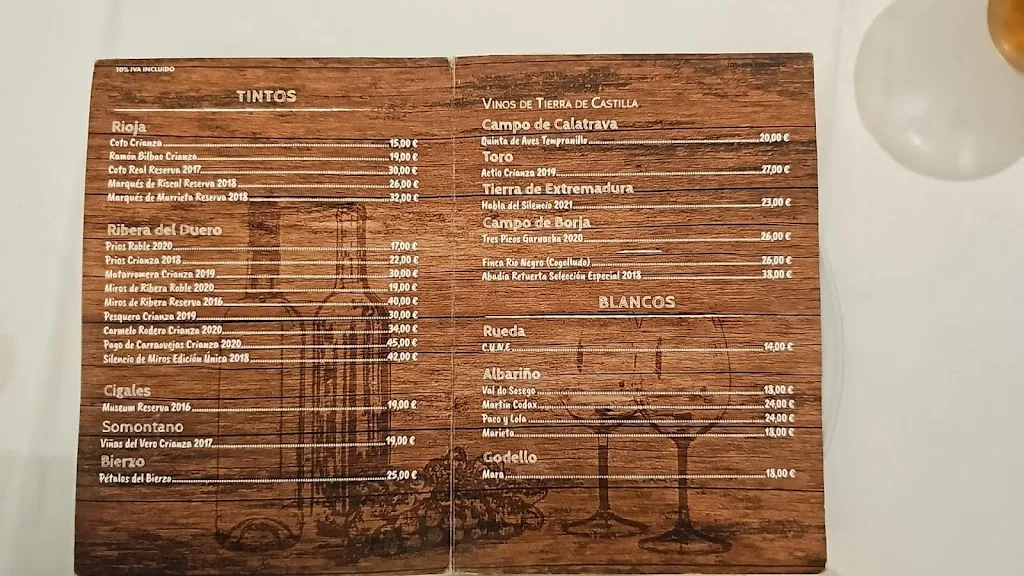 10% IVA INCLUIDO
TINTOS
Rioja
Coto Crianza 15,00 €
Ramón Bilbao Crianza 19,00 €
Coto Real Reserva 2017 30,00 €
Marqués de Riscal Reserva 2018 26,00 €
Marqués de Murrieta Reserva 2018 32,00 €
Ribera del Duero
Prios Roble 2020 17,00 €
Prios Crianza 2018 22,00 €
Matarromera Crianza 2019 30,00 €
Miros de Ribera Roble 2020 19,00 €
Miros de Ribera Reserva 2016 40,00 €
Pesquera Crianza 2019 30,00 €
Carmelo Rodero Crianza 2020 34,00 €
Pago de Carraovejas Crianza 2020 45,00 €
Silencio de Miros Edición Única 2018 42,00 €
Cigales
Museum Reserva 2016 19,00 €
Somontano
Viñas del Vero Crianza 2017 19,00 €
Bierzo
Pétalos del Bierzo 25,00 €
VINOS DE TIERRA DE CASTILLA
Campo de Calatrava
Quinta de Aves Tempranillo 20,00 €
Toro
Actio Crianza 2019 27,00 €
Tierra de Extremadura
Habla del Silencio 2021 23,00 €
Campo de Borja
Tres Picos Garnacha 2020 26,00 €
Finca Río Negro (Cogolludo) 26,00 €
Abadía Retuerta Selección Especial 2018 38,00 €
BLANCOS
Rueda
C.U.N.E 14,00 €
Albariño
Val do Sosego 18,00 €
Martín Codax 24,00 €
Paco y Lola 24,00 €
Marieta 18,00 €
Godello
Mara 18,00 €